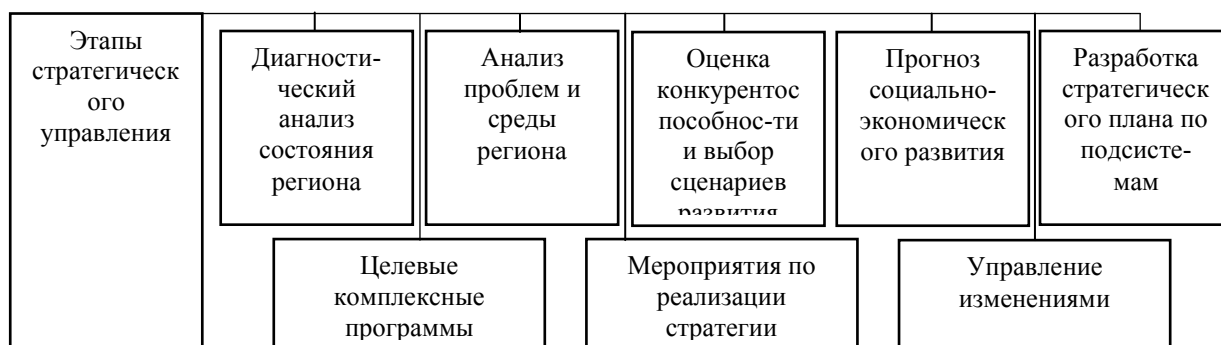 Этапы
стратегическ
ого
управления
Диагности-
ческий
анализ
состояния
региона
Анализ
проблем и
среды
региона
Оценка
конкурентос
пособнос-ти
и выбор
сценариев
развития
Прогноз
социально-
экономическ
ого развития
Разработка
стратегическ
ого плана по
подсисте-
мам
Целевые
комплексные
программы
Мероприятия по
реализации
стратегии
Управление
изменениями